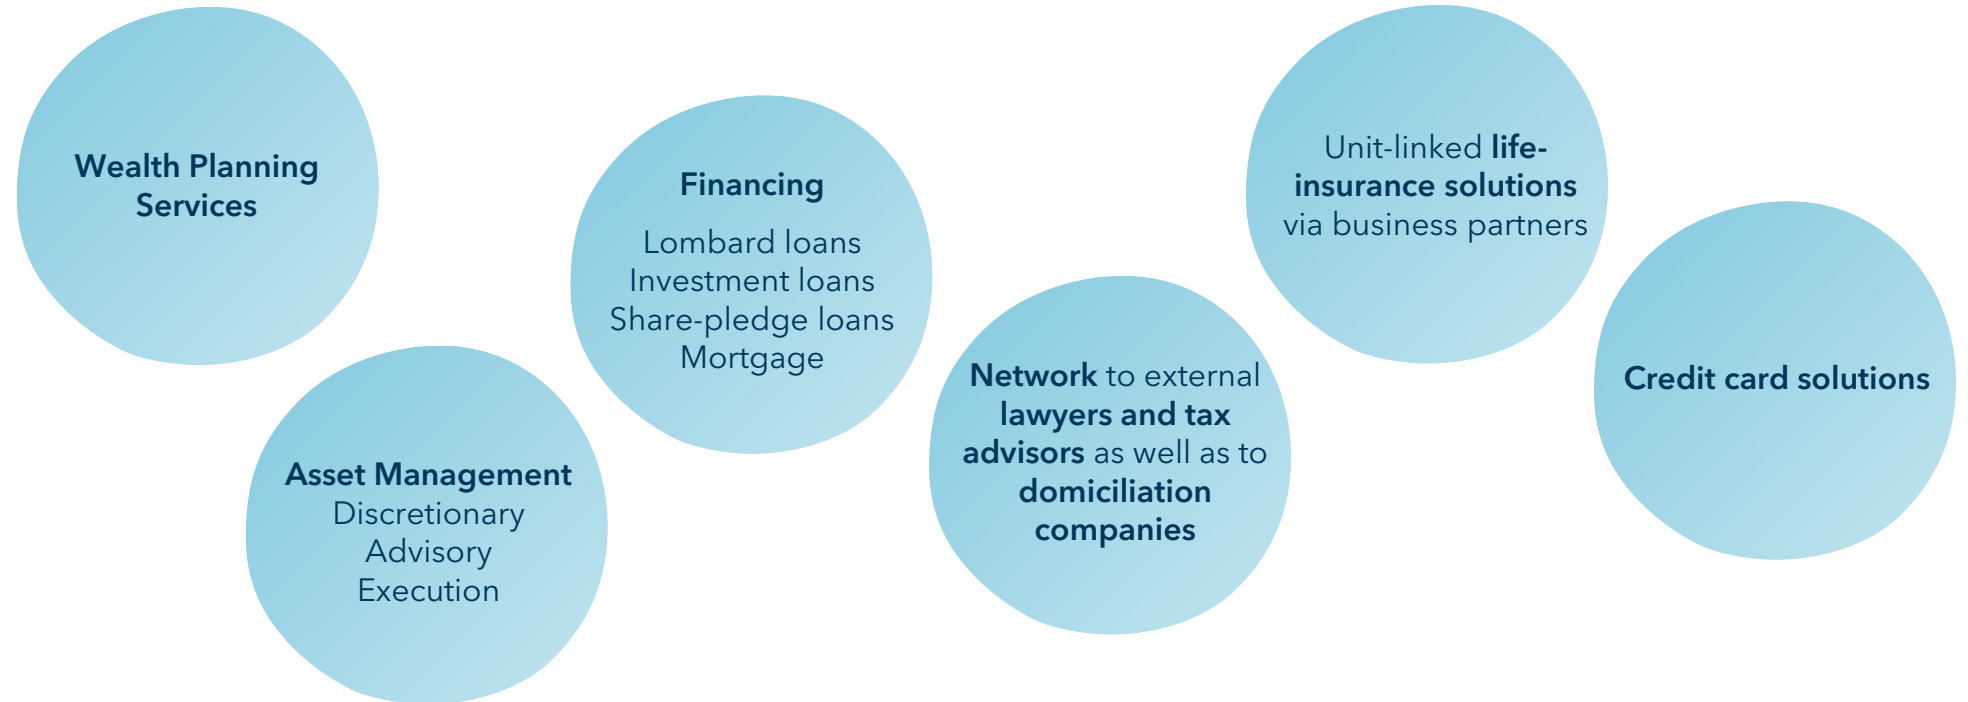 Wealth Planning
Services
Asset Management
Discretionary
Advisory
Execution
Financing
Lombard loans
Investment loans
Share-pledge loans
Mortgage
Network to external
lawyers and tax
advisors as well as to
domiciliation
companies
Unit-linked life-
insurance solutions
via business partners
Credit card solutions